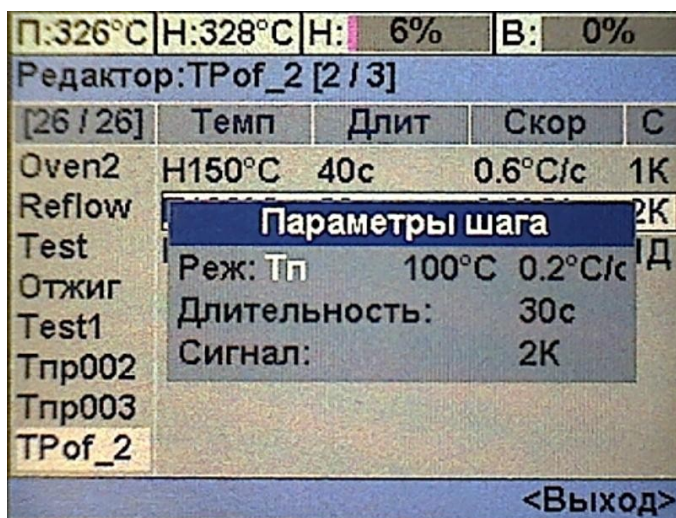 П:326°C Н:328°C Н: 6% В: 0%
Редактор:TPof_2 [2 / 3]
[26 / 26] Темп Длит Скор С
Oven2 Н150°C 40с 0.6°C/с 1К
Reflow 2К
Параметры шага
Test Д
Реж: Тп 100°C 0.2°C/с
Отжиг
Длительность: 30с
Test1
Сигнал: 2К
Тпр002
Тпр003
TPof_2
<Выход>